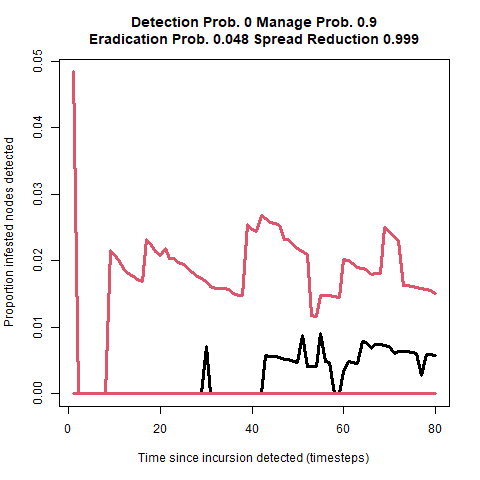 Detection Prob. 0 Manage Prob. 0.9
Eradication Prob. 0.048 Spread Reduction 0.999
Proportion infested nodes detected
0.05
0.04
0.03
0.02
0.01
0.00
0 20 40 60 80
Time since incursion detected (timesteps)